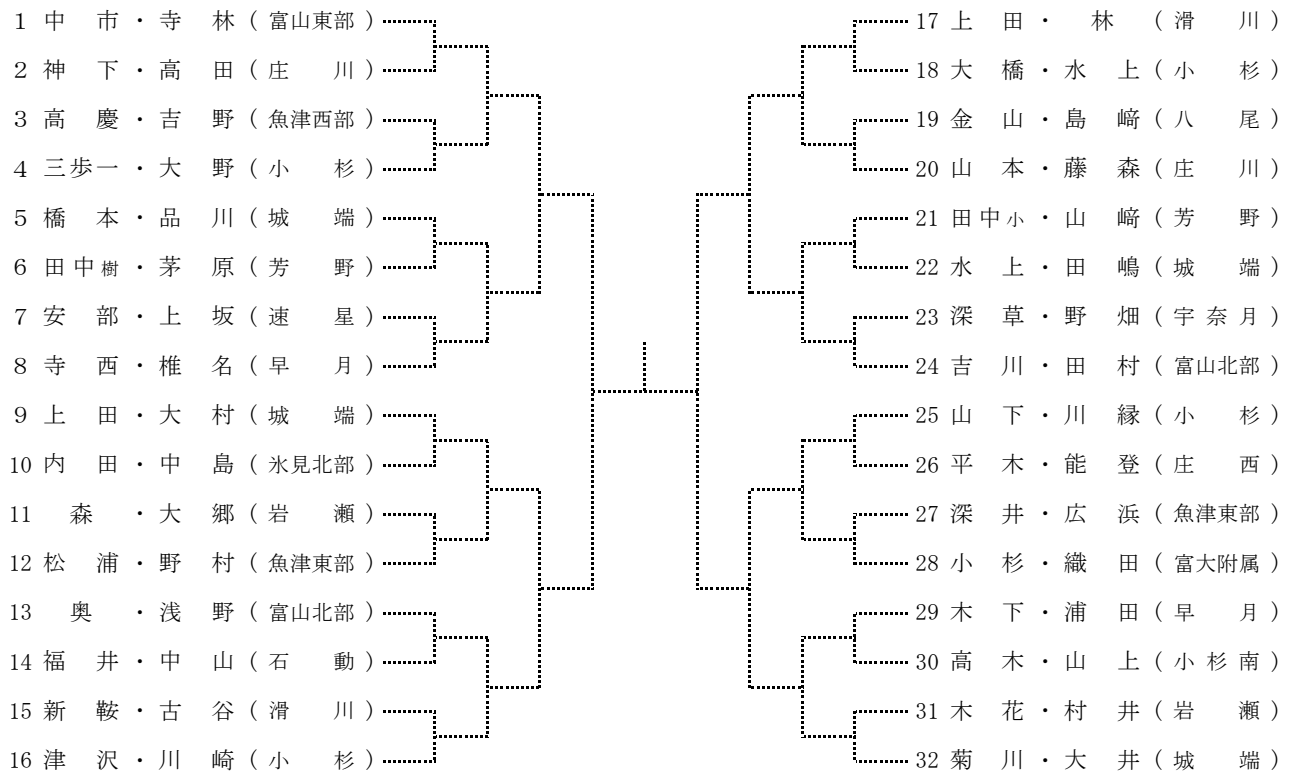 1 中市・寺林(富山東部)
2 神下・高田(庄川)
3 高慶・吉野(魚津西部)
4 三歩一・大野(小杉)
5 橋本・品川(城端)
6 田中樹・茅原(芳野)
7 安部・上坂(速星)
8 寺西・椎名(早月)
9 上田・大村(城端)
10 内田・中島(氷見北部)
11 森・大郷(岩瀬)
12 松浦・野村(魚津東部)
13 奥・浅野(富山北部)
14 福井・中山(石動)
15 新鞍・古谷(滑川)
16 津沢・川崎(小杉)
17 上田・林(滑川)
18 大橋・水上(小杉)
19 金山・島﨑(八尾)
20 山本・藤森(庄川)
21 田中小・山﨑(芳野)
22 水上・田嶋(城端)
23 深草・野畑(宇奈月)
24 吉川・田村(富山北部)
25 山下・川縁(小杉)
26 平木・能登(庄西)
27 深井・広浜(魚津東部)
28 小杉・織田(富大附属)
29 木下・浦田(早月)
30 高木・山上(小杉南)
31 木花・村井(岩瀬)
32 菊川・大井(城端)